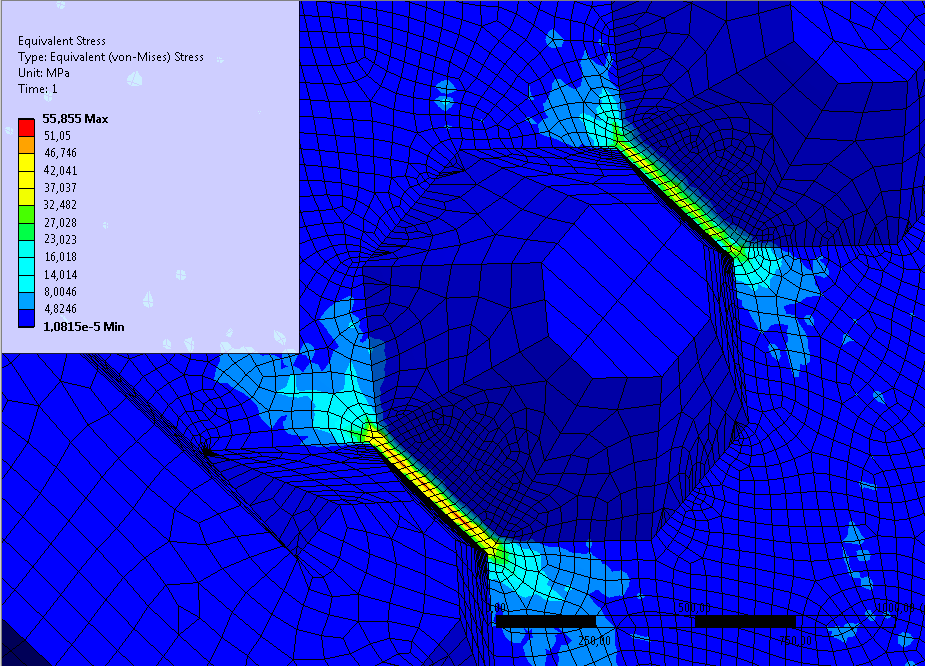 Equivalent Stress
Type: Equivalent (von-Mises) Stress
Unit: MPa
Time: 1
55,855 Max
51,05
46,746
42,041
37,037
32,482
27,028
23,023
16,018
14,014
8,0046
4,8246
1,0815e-5 Min
250,00